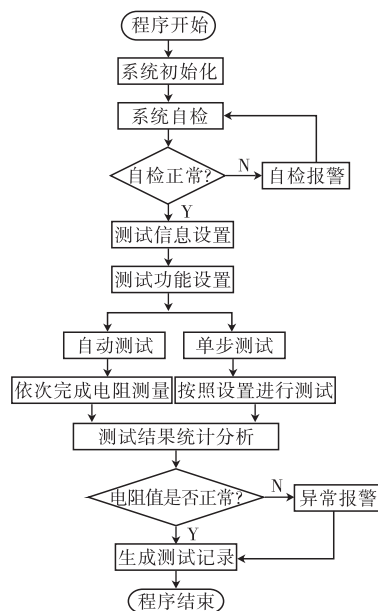 程序开始
系统初始化
系统自检
自检正常?
N
自检报警
Y
测试信息设置
测试功能设置
自动测试
单步测试
依次完成电阻测量
按照设置进行测试
测试结果统计分析
电阻值是否正常?
N
异常报警
Y
生成测试记录
程序结束